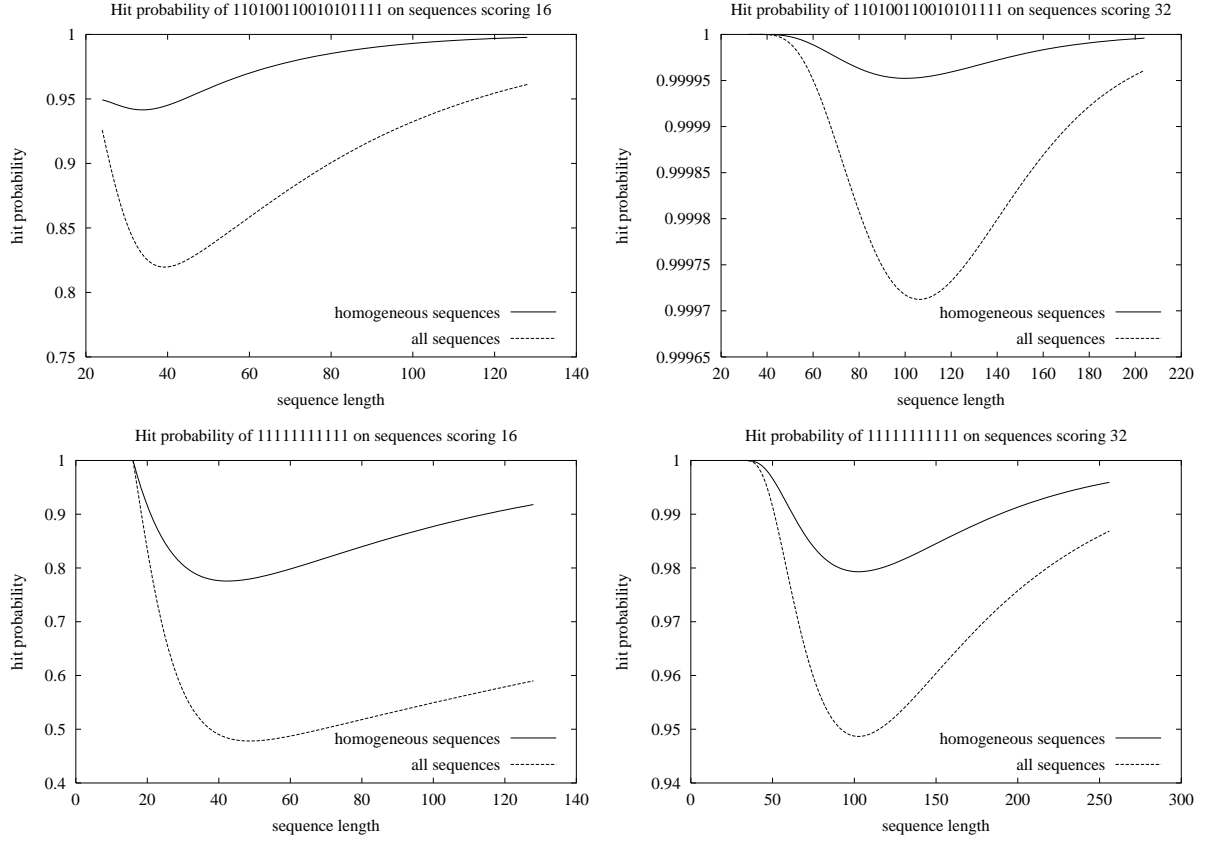 Hit probability of 110100110010101111 on sequences scoring 16
1
0.95
0.9
0.85
0.8
0.75
20 40 60 80 100 120 140
hit probability
sequence length
homogeneous sequences
all sequences
Hit probability of 110100110010101111 on sequences scoring 32
1
0.99995
0.9999
0.99985
0.9998
0.99975
0.9997
0.99965
20 40 60 80 100 120 140 160 180 200 220
hit probability
sequence length
homogeneous sequences
all sequences
Hit probability of 11111111111 on sequences scoring 16
1
0.9
0.8
0.7
0.6
0.5
0.4
0 20 40 60 80 100 120 140
hit probability
sequence length
homogeneous sequences
all sequences
Hit probability of 11111111111 on sequences scoring 32
1
0.99
0.98
0.97
0.96
0.95
0.94
0 50 100 150 200 250 300
hit probability
sequence length
homogeneous sequences
all sequences